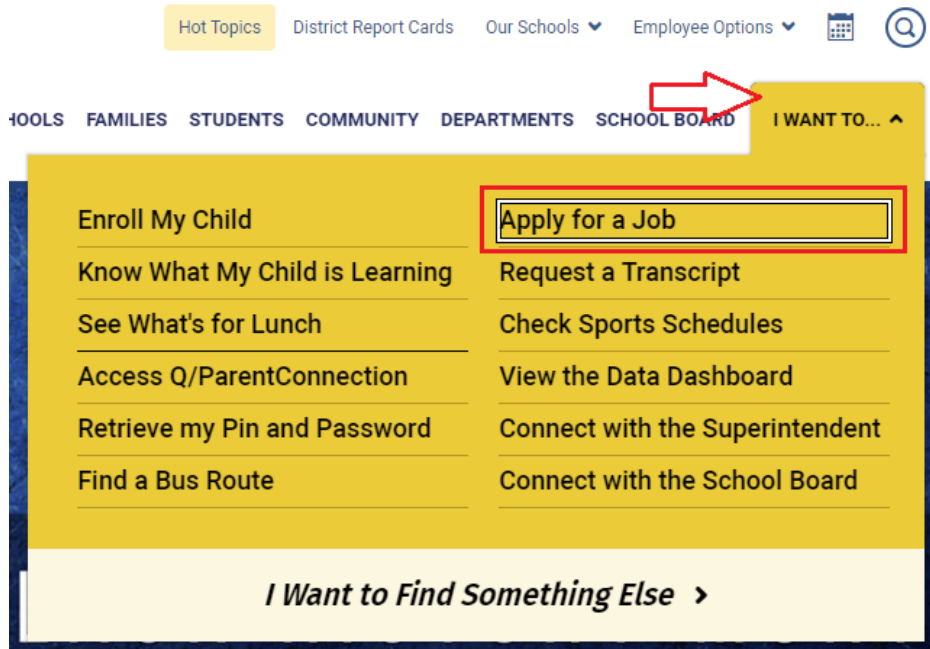 Hot Topics District Report Cards Our Schools Employee Options
FAMILIES STUDENTS COMMUNITY DEPARTMENTS SCHOOL BOARD I WANT TO...
Enroll My Child
Know What My Child is Learning
See What's for Lunch
Access Q/ParentConnection
Retrieve my Pin and Password
Find a Bus Route
Apply for a Job
Request a Transcript
Check Sports Schedules
View the Data Dashboard
Connect with the Superintendent
Connect with the School Board
I Want to Find Something Else >